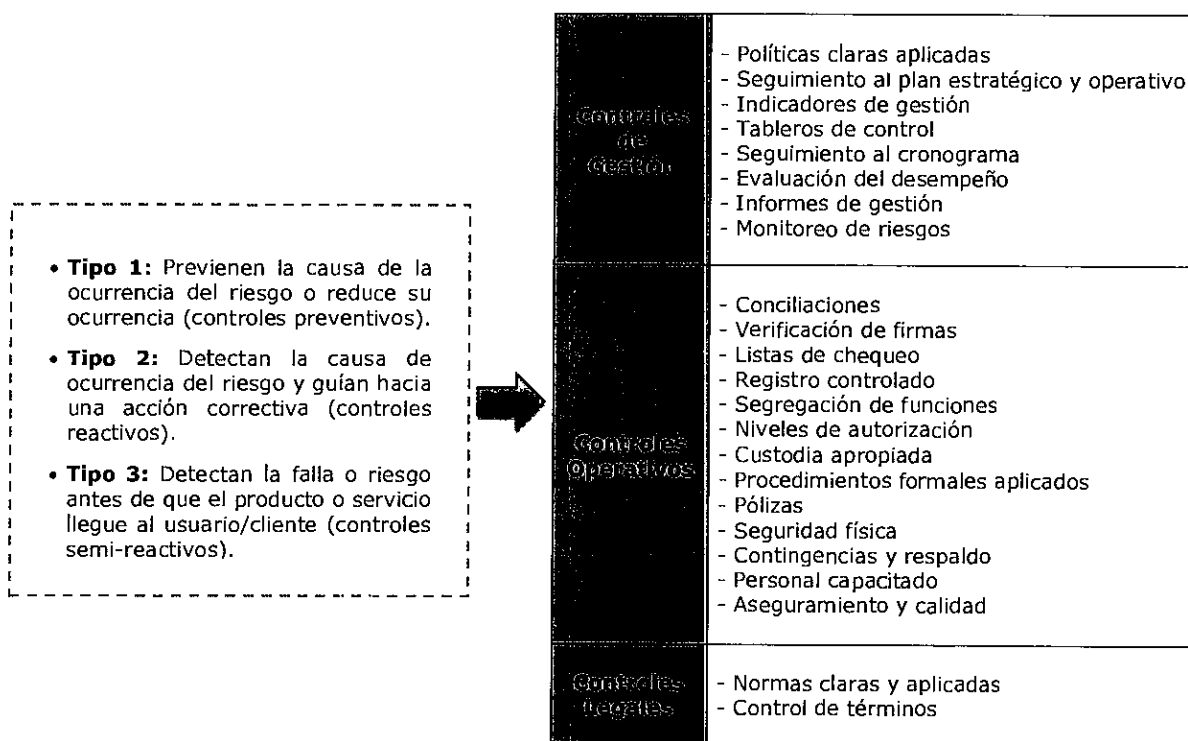 • Tipo 1: Previenen la causa de la
ocurrencia del riesgo o reduce su
ocurrencia (controles preventivos).
• Tipo 2: Detectan la causa de
ocurrencia del riesgo y guían hacia
una acción correctiva (controles
reactivos).
• Tipo 3: Detectan la falla o riesgo
antes de que el producto o servicio
llegue al usuario/cliente (controles
semi-reactivos).
Controles
de
Gestión
- Políticas claras aplicadas
- Seguimiento al plan estratégico y operativo
- Indicadores de gestión
- Tableros de control
- Seguimiento al cronograma
- Evaluación del desempeño
- Informes de gestión
- Monitoreo de riesgos
Controles
Operativos
- Conciliaciones
- Verificación de firmas
- Listas de chequeo
- Registro controlado
- Segregación de funciones
- Niveles de autorización
- Custodia apropiada
- Procedimientos formales aplicados
- Pólizas
- Seguridad física
- Contingencias y respaldo
- Personal capacitado
- Aseguramiento y calidad
Controles
Legales
- Normas claras y aplicadas
- Control de términos